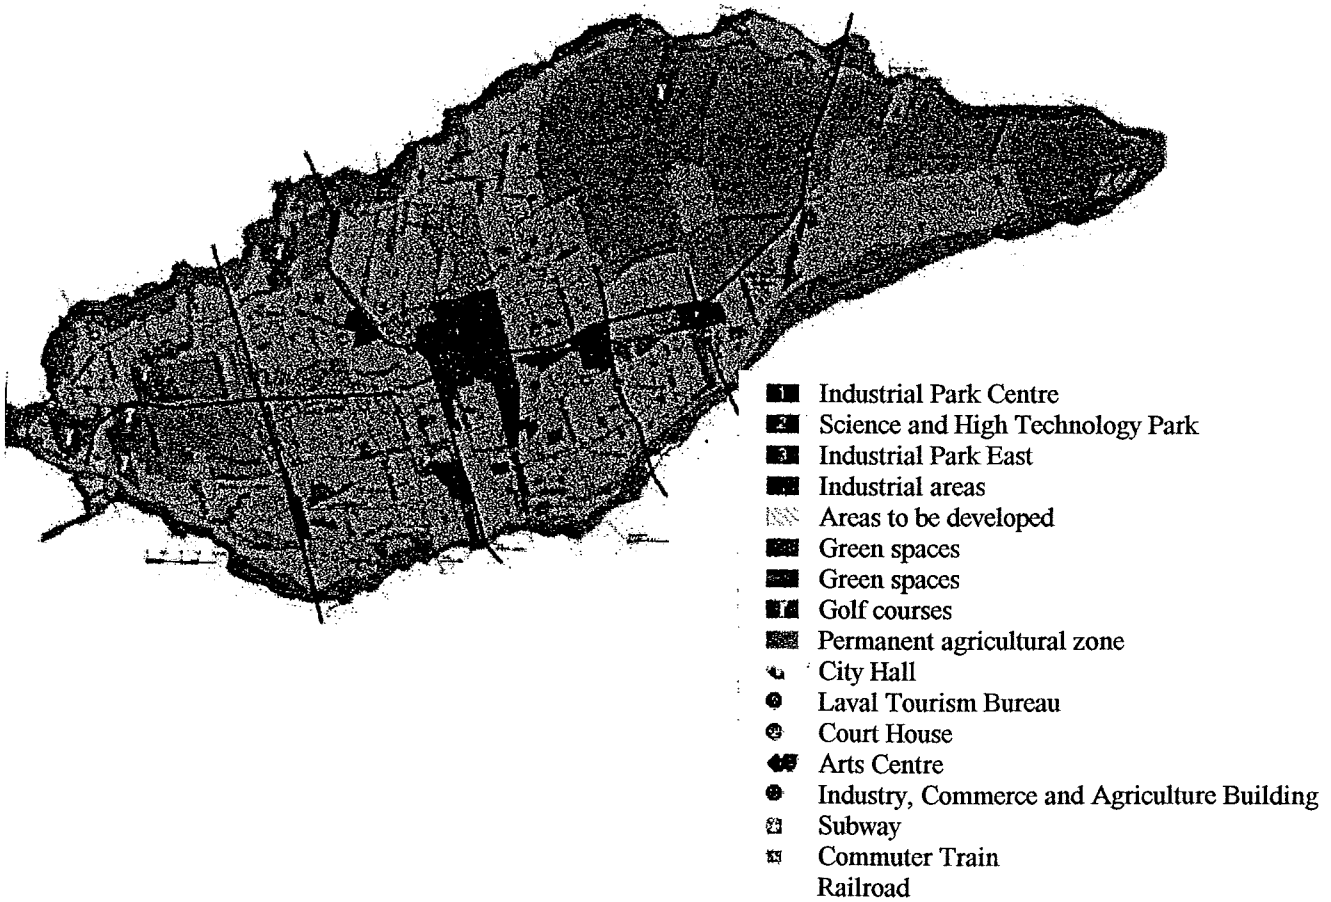 Industrial Park Centre
Science and High Technology Park
Industrial Park East
Industrial areas
Areas to be developed
Green spaces
Green spaces
Golf courses
Permanent agricultural zone
City Hall
Laval Tourism Bureau
Court House
Arts Centre
Industry, Commerce and Agriculture Building
Subway
Commuter Train
Railroad